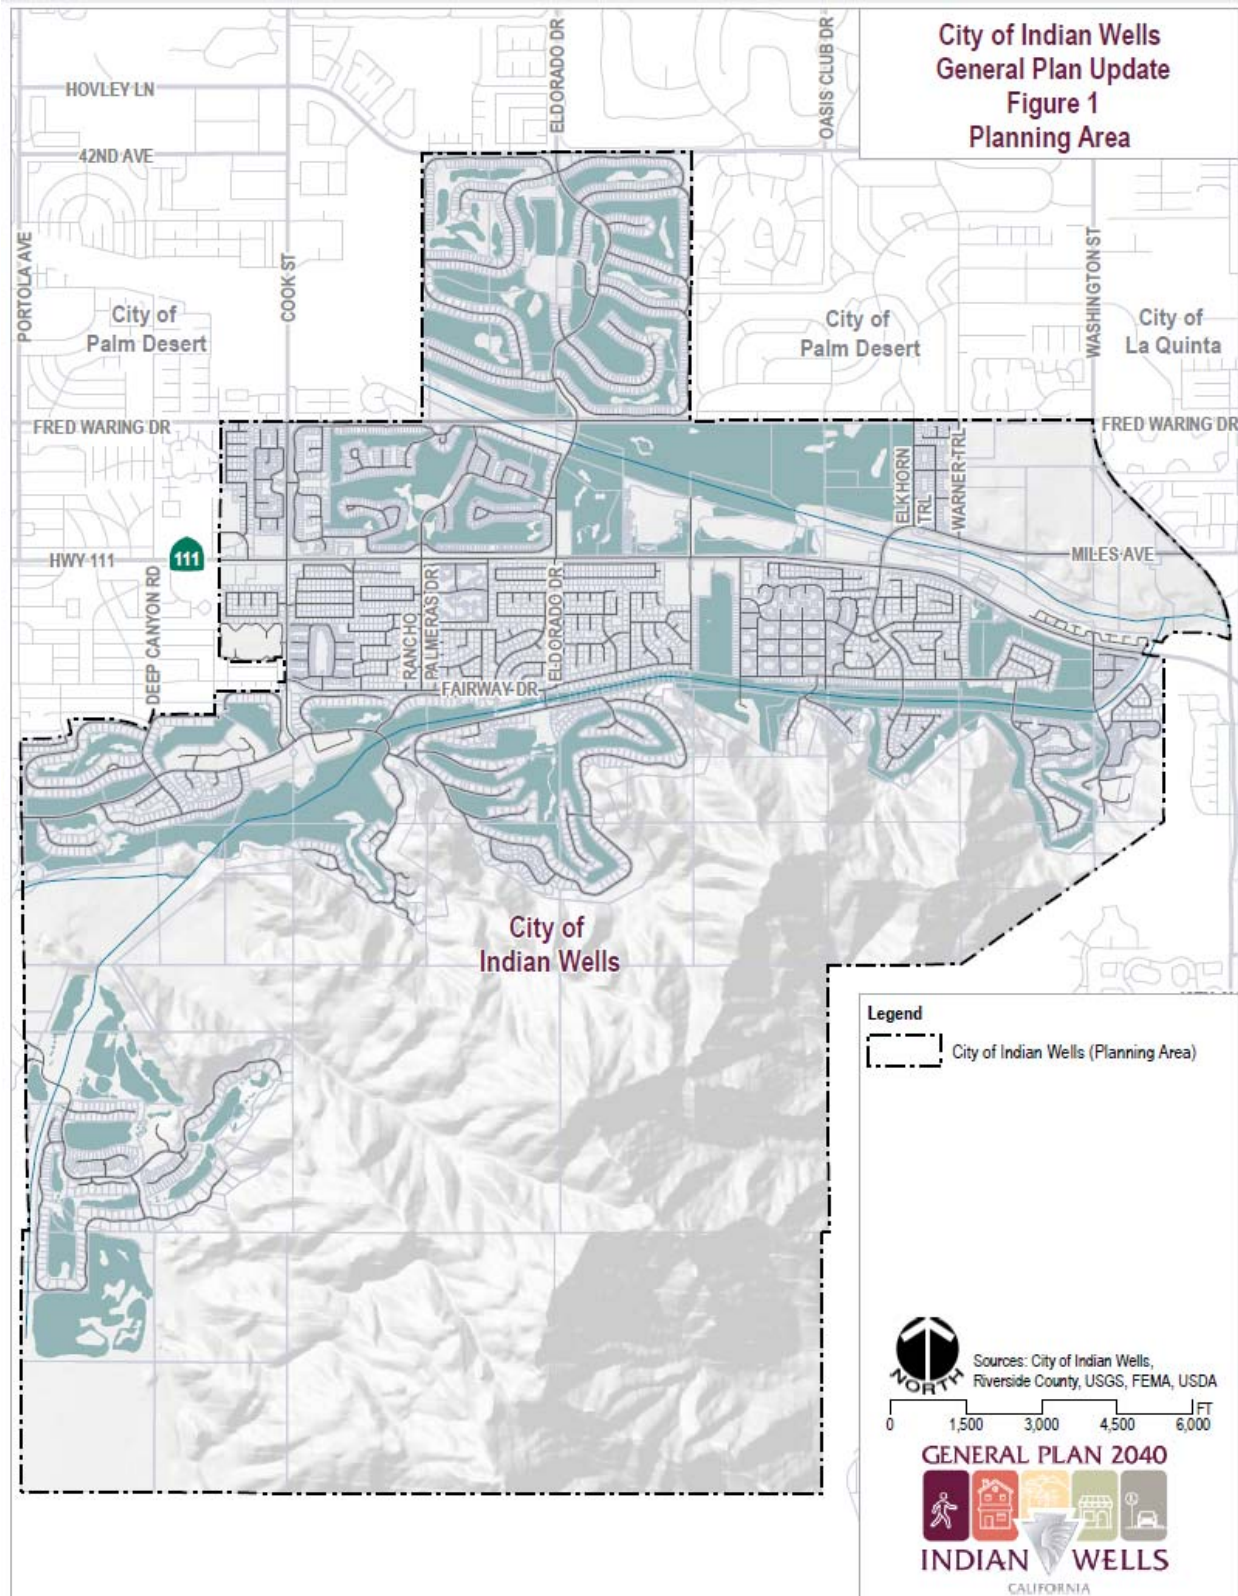 City of Indian Wells
General Plan Update
Figure 1
Planning Area
HOVLEY LN
42ND AVE
ELDORADO DR
OASIS CLUB DR
PORTOLA AVE
COOK ST
WASHINGTON ST
City of
Palm Desert
City of
Palm Desert
City of
La Quinta
FRED WARING DR
FRED WARING DR
ELKHORN
TRL
WARNER TRL
HWY 111
111
MILES AVE
DEEP CANYON RD
RANCHO
PALMERAS DR
ELDORADO DR
FAIRWAY DR
City of
Indian Wells
Legend
City of Indian Wells (Planning Area)
NORTH
Sources: City of Indian Wells,
Riverside County, USGS, FEMA, USDA
FT
0 1,500 3,000 4,500 6,000
GENERAL PLAN 2040
INDIAN WELLS
CALIFORNIA